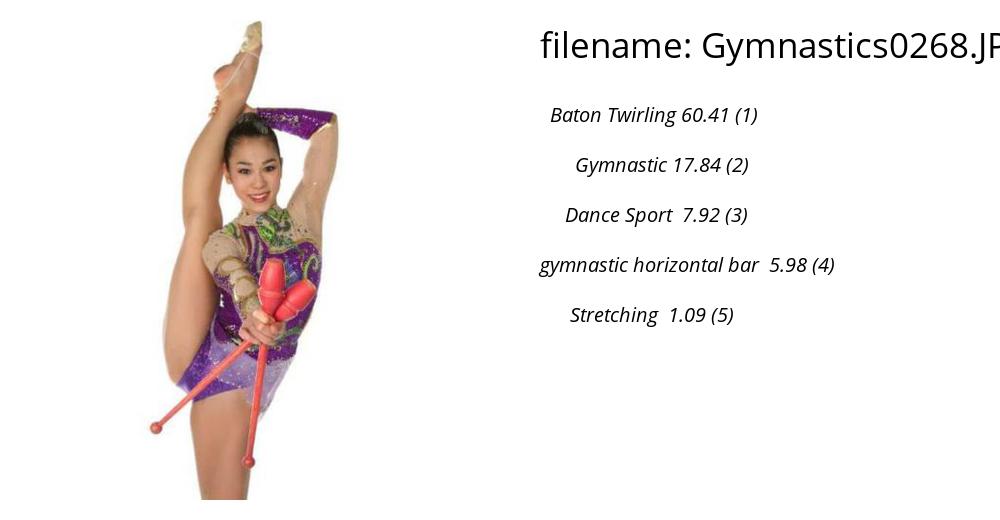 filename: Gymnastics0268.JP
Baton Twirling 60.41 (1)
Gymnastic 17.84 (2)
Dance Sport 7.92 (3)
gymnastic horizontal bar 5.98 (4)
Stretching 1.09 (5)